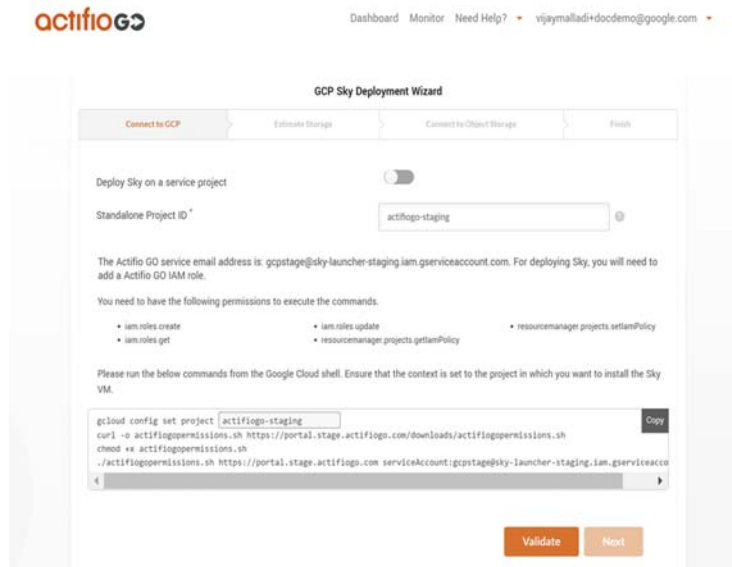 actifio GO
Dashboard Monitor Need Help? vijaymalladi+docdemo@google.com
GCP Sky Deployment Wizard
Connect to GCP Estimate Storage Connect to Object Storage Finish
Deploy Sky on a service project
Standalone Project ID * actifiogo-staging
The Actifio GO service email address is: gcpstage@sky-launcher-staging.iam.gserviceaccount.com. For deploying Sky, you will need to
add a Actifio GO IAM role.
You need to have the following permissions to execute the commands.
• iam.roles.create • iam.roles.update • resourcemanager.projects.setIamPolicy
• iam.roles.get • resourcemanager.projects.getIamPolicy
Please run the below commands from the Google Cloud shell. Ensure that the context is set to the project in which you want to install the Sky
VM.
gcloud config set project actifiogo-staging Copy
curl -o actifiogopermissions.sh https://portal.stage.actifiogo.com/downloads/actifiogopermissions.sh
chmod +x actifiogopermissions.sh
./actifiogopermissions.sh https://portal.stage.actifiogo.com serviceAccount:gcpstage@sky-launcher-staging.iam.gserviceacco
Validate Next